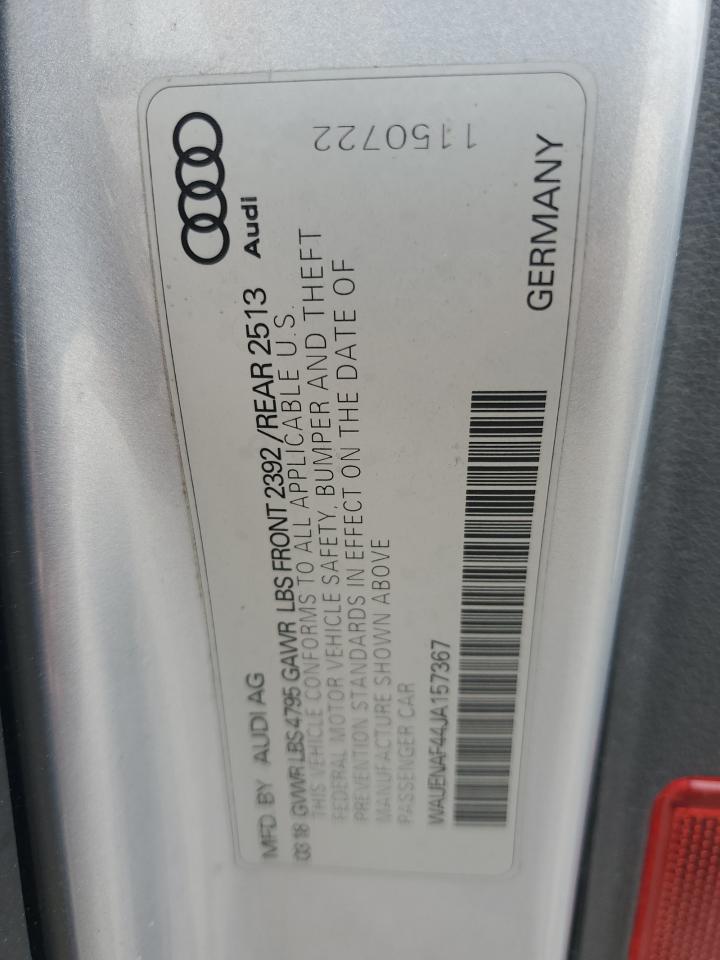 MFD BY AUDI AG
03 18 GVWR LBS 4795 GAWR LBS FRONT 2392 / REAR 2513
THIS VEHICLE CONFORMS TO ALL APPLICABLE U.S.
FEDERAL MOTOR VEHICLE SAFETY, BUMPER AND THEFT
PREVENTION STANDARDS IN EFFECT ON THE DATE OF
MANUFACTURE SHOWN ABOVE
PASSENGER CAR
WAUENAF44JA157367
Audi
1150722
GERMANY